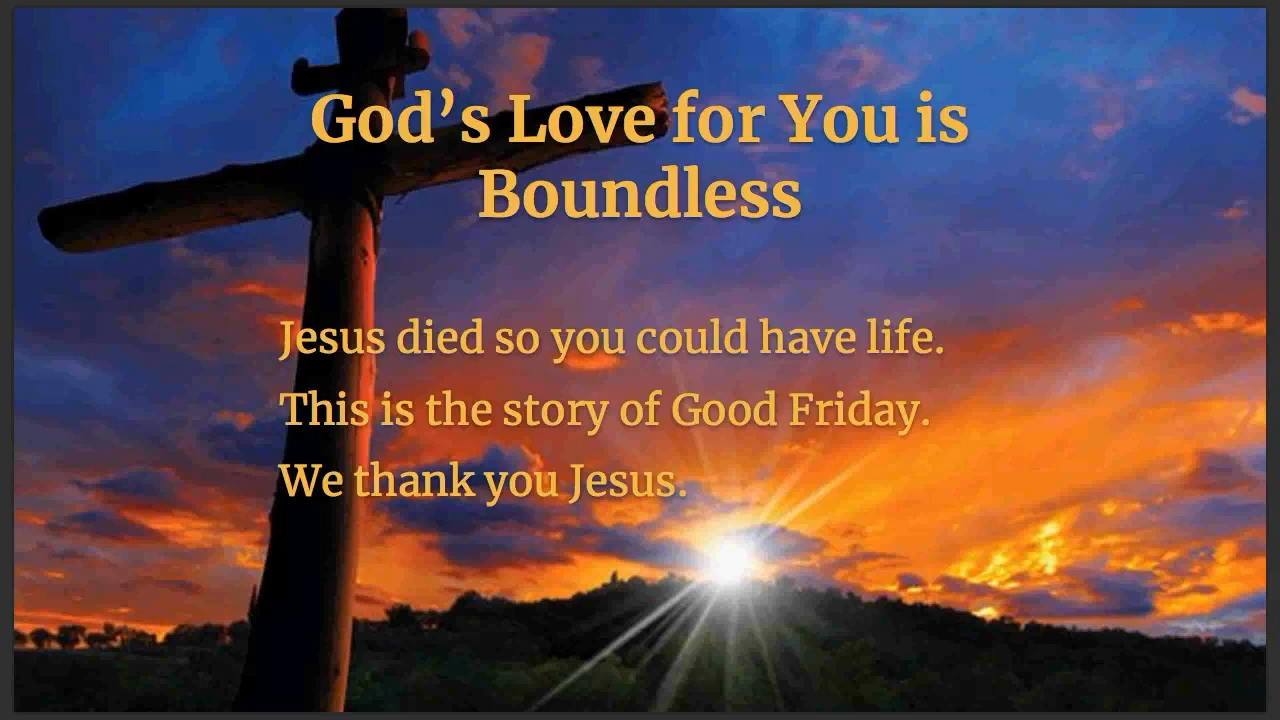 God’s Love for You is
Boundless
Jesus died so you could have life.
This is the story of Good Friday.
We thank you Jesus.